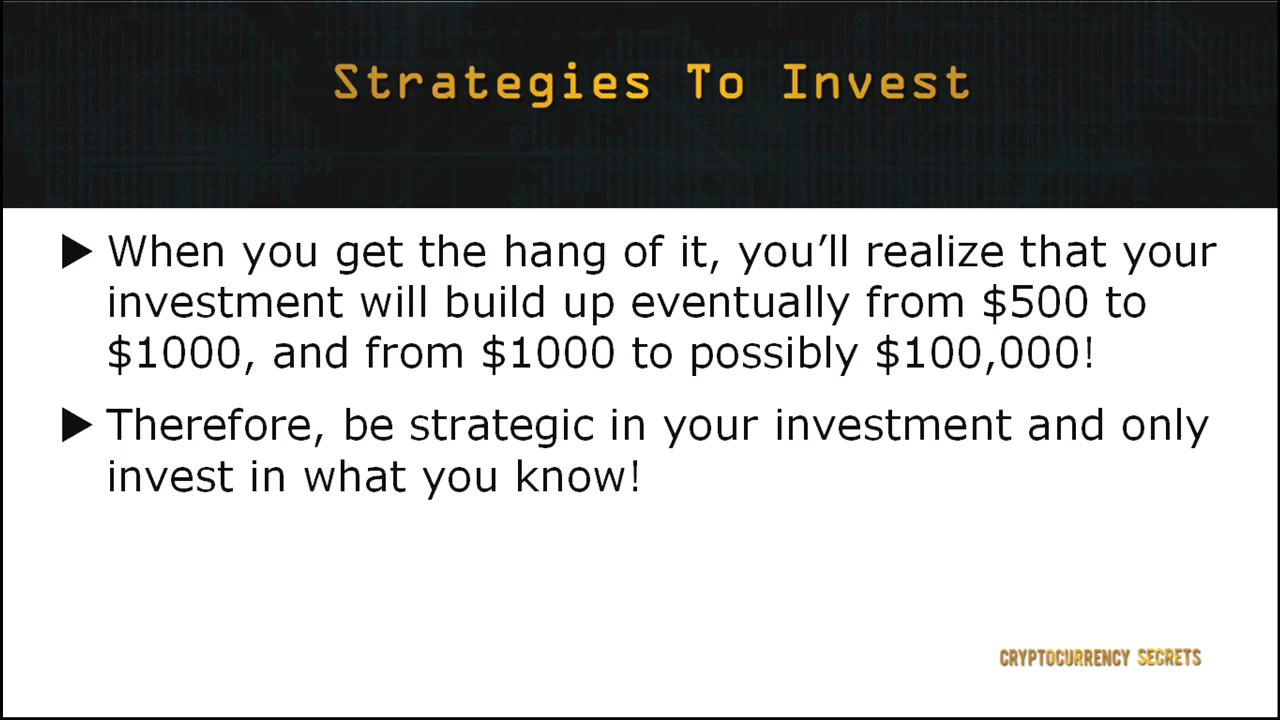 Strategies To Invest
▶ When you get the hang of it, you’ll realize that your
investment will build up eventually from $500 to
$1000, and from $1000 to possibly $100,000!
▶ Therefore, be strategic in your investment and only
invest in what you know!
CRYPTOCURRENCY SECRETS